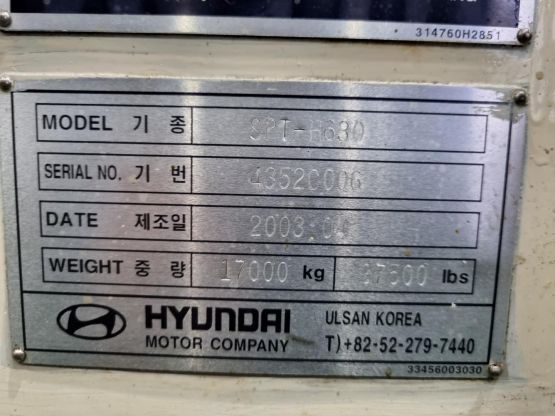 314760H2851
MODEL 기 종 SPT-H630
SERIAL NO. 기 번 4352C006
DATE 제조일 2003.04
WEIGHT 중 량 17000 kg 37500 lbs
HYUNDAI
MOTOR COMPANY
ULSAN KOREA
T)+82-52-279-7440
33456003030